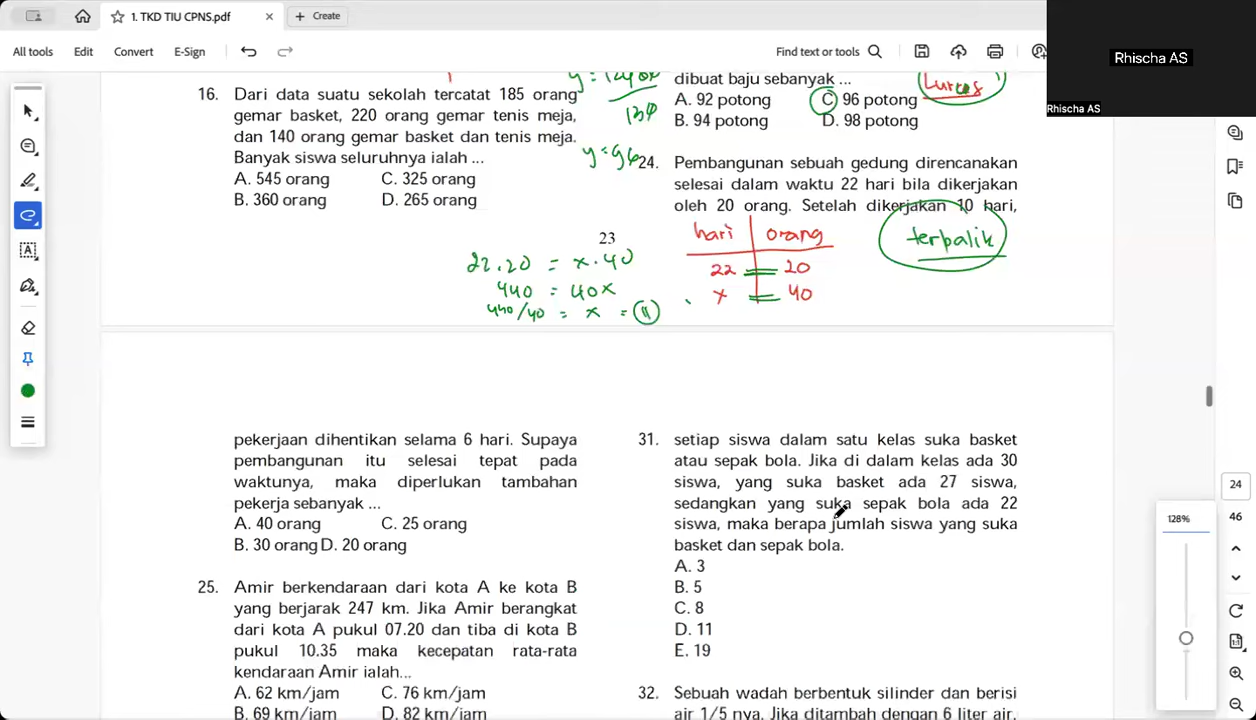 1. TKD TIU CPNS.pdf
Create
All tools
Edit
Convert
E-Sign
Find text or tools
Rhischa AS
Rhischa AS
16. Dari data suatu sekolah tercatat 185 orang
gemar basket, 220 orang gemar tenis meja,
dan 140 orang gemar basket dan tenis meja.
Banyak siswa seluruhnya ialah ...
A. 545 orang C. 325 orang
B. 360 orang D. 265 orang
y = 96
23
22.20 = x.40
440 = 40x
440/40 = x = 11
dibuat baju sebanyak ...
Lurus
A. 92 potong C. 96 potong
B. 94 potong D. 98 potong
24. Pembangunan sebuah gedung direncanakan
selesai dalam waktu 22 hari bila dikerjakan
oleh 20 orang. Setelah dikerjakan 10 hari,
hari orang
22 = 20
x = 40
terbalik
pekerjaan dihentikan selama 6 hari. Supaya
pembangunan itu selesai tepat pada
waktunya, maka diperlukan tambahan
pekerja sebanyak ...
A. 40 orang C. 25 orang
B. 30 orang D. 20 orang
25. Amir berkendaraan dari kota A ke kota B
yang berjarak 247 km. Jika Amir berangkat
dari kota A pukul 07.20 dan tiba di kota B
pukul 10.35 maka kecepatan rata-rata
kendaraan Amir ialah...
A. 62 km/jam C. 76 km/jam
B. 69 km/jam D. 82 km/jam
31. setiap siswa dalam satu kelas suka basket
atau sepak bola. Jika di dalam kelas ada 30
siswa, yang suka basket ada 27 siswa,
sedangkan yang suka sepak bola ada 22
siswa, maka berapa jumlah siswa yang suka
basket dan sepak bola.
A. 3
B. 5
C. 8
D. 11
E. 19
32. Sebuah wadah berbentuk silinder dan berisi
air 1/5 nya. Jika ditambah dengan 6 liter air,
24
46
128%